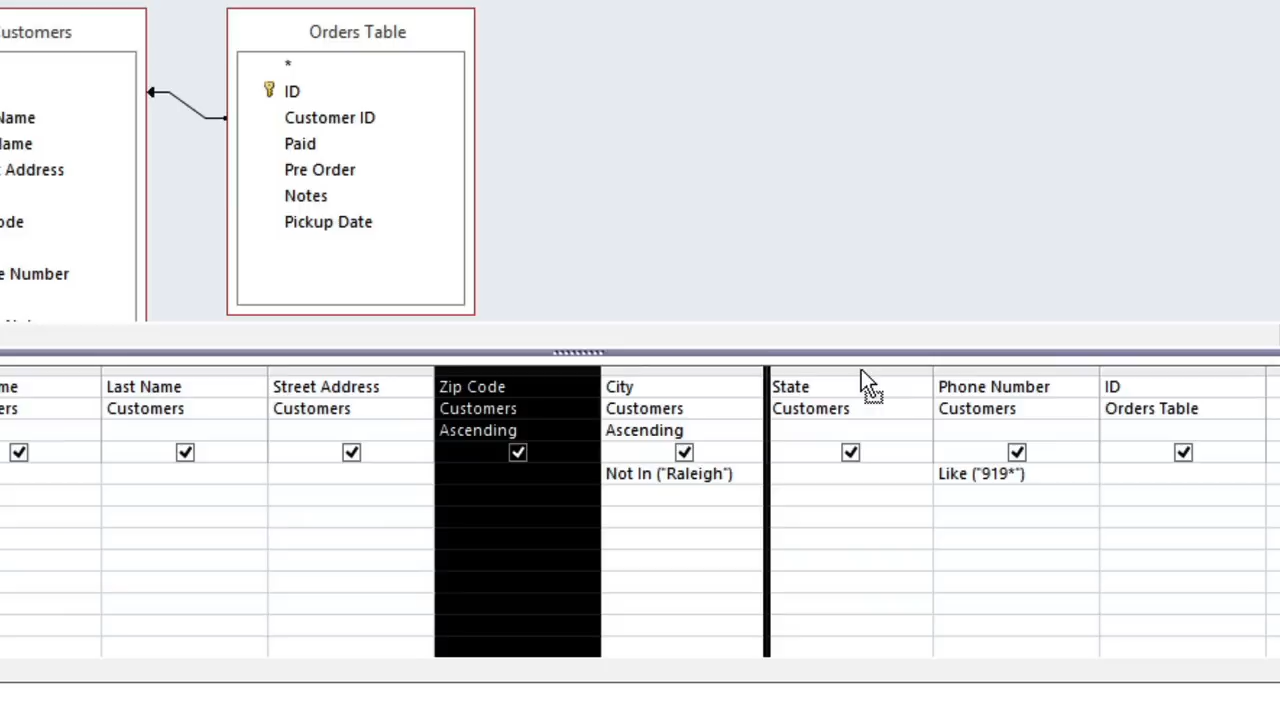 ustomers
Orders Table
*
ID
Name
Customer ID
Name
Paid
t Address
Pre Order
Notes
ode
Pickup Date
e Number
me Last Name Street Address Zip Code City State Phone Number ID
ers Customers Customers Customers Customers Customers Customers Orders Table
Ascending Ascending
Not In ("Raleigh") Like ("919*")